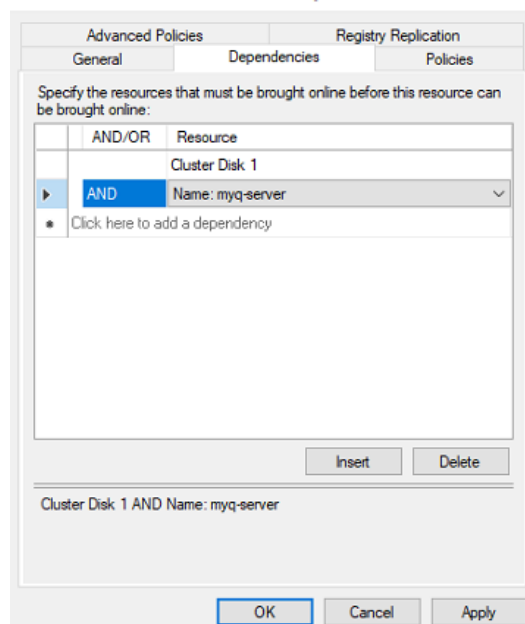 Advanced Policies Registry Replication
General Dependencies Policies
Specify the resources that must be brought online before this resource can
be brought online:
AND/OR Resource
Cluster Disk 1
AND Name: myq-server
Click here to add a dependency
Insert Delete
Cluster Disk 1 AND Name: myq-server
OK Cancel Apply